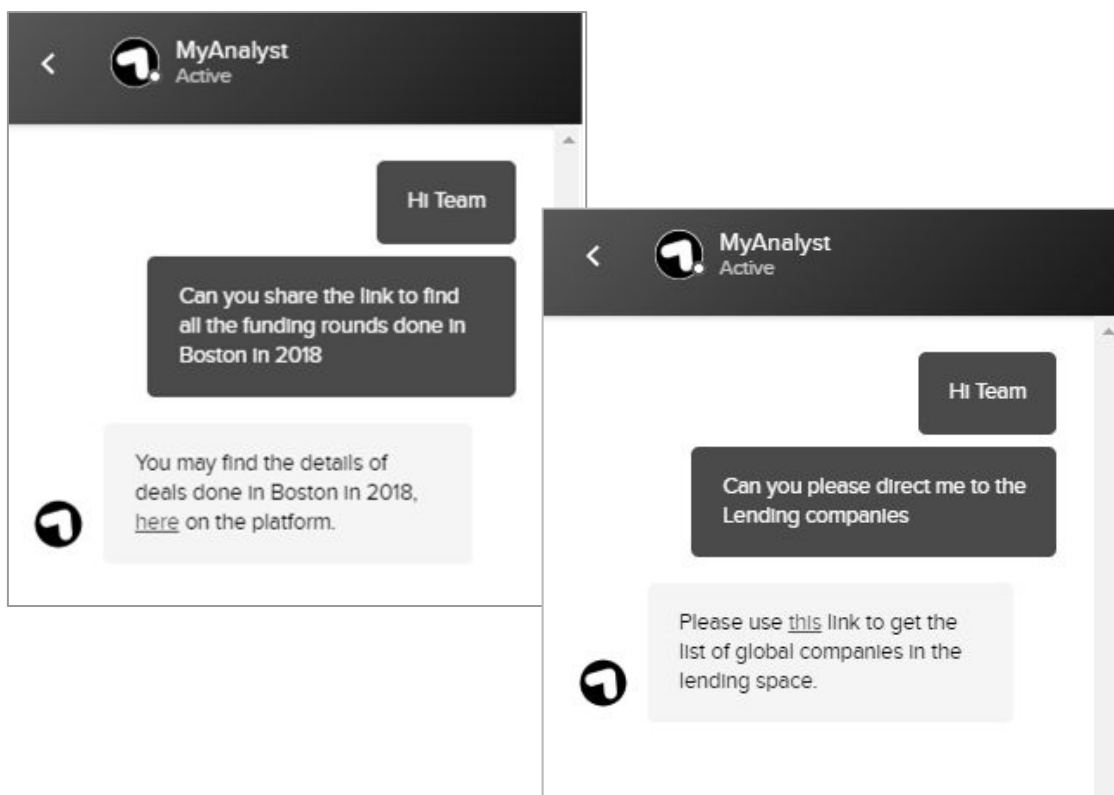 MyAnalyst
Active
Hi Team
Can you share the link to find
all the funding rounds done in
Boston in 2018
You may find the details of
deals done in Boston in 2018,
here on the platform.
MyAnalyst
Active
Hi Team
Can you please direct me to the
Lending companies
Please use this link to get the
list of global companies in the
lending space.